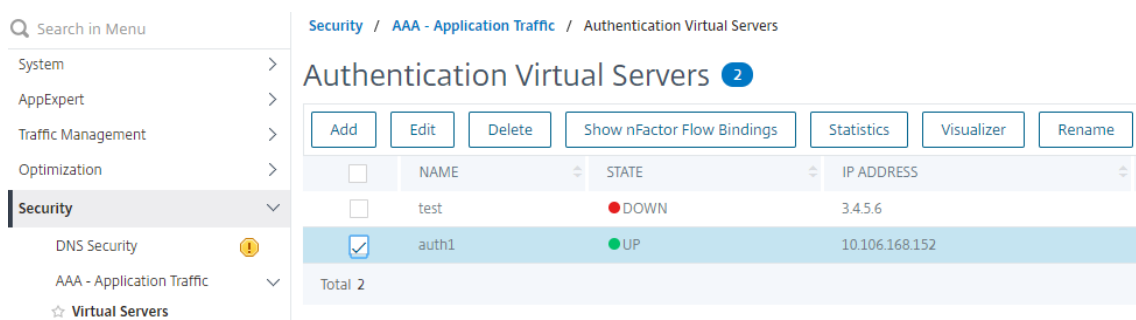 Search in Menu
System
AppExpert
Traffic Management
Optimization
Security
DNS Security
AAA - Application Traffic
Virtual Servers
Security / AAA - Application Traffic / Authentication Virtual Servers
Authentication Virtual Servers 2
Add Edit Delete Show nFactor Flow Bindings Statistics Visualizer Rename
NAME STATE IP ADDRESS
test DOWN 3.4.5.6
auth1 UP 10.106.168.152
Total 2